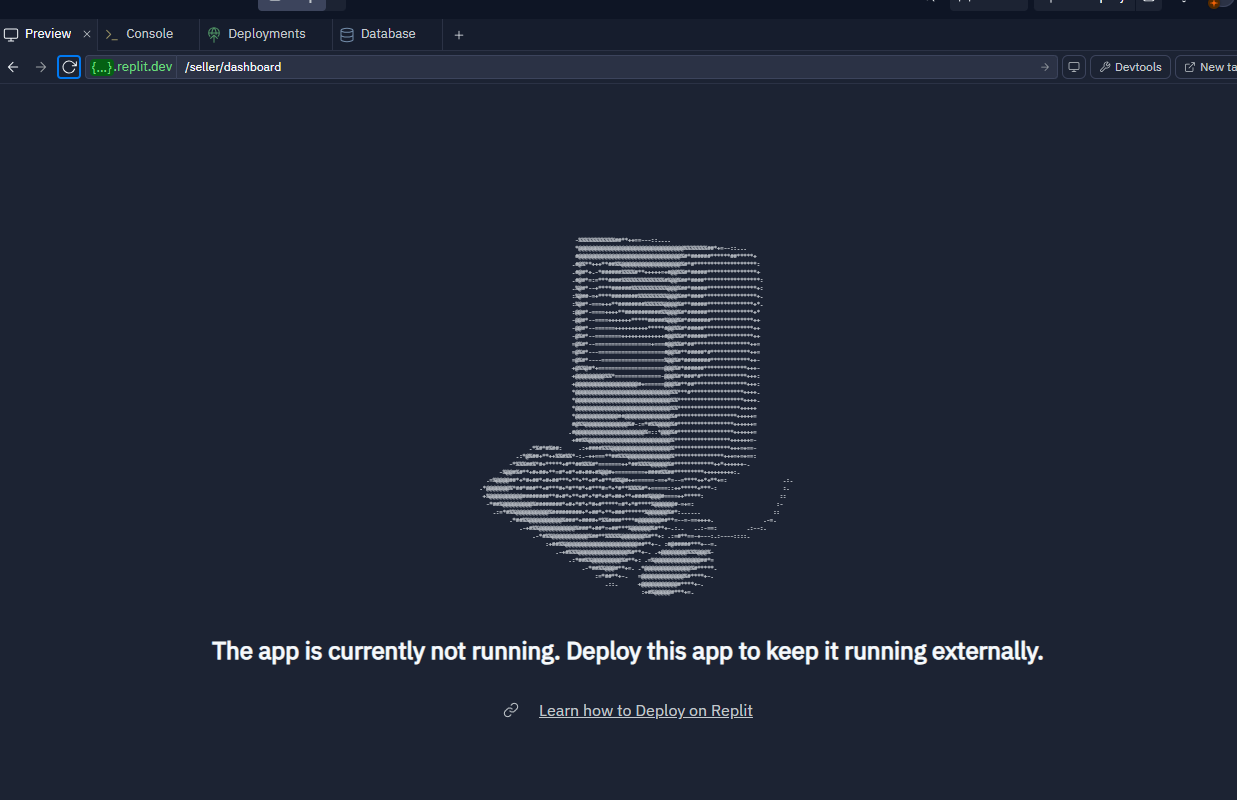 Preview
Console
Deployments
Database
{...}.replit.dev /seller/dashboard
Devtools
New ta
The app is currently not running. Deploy this app to keep it running externally.
Learn how to Deploy on Replit